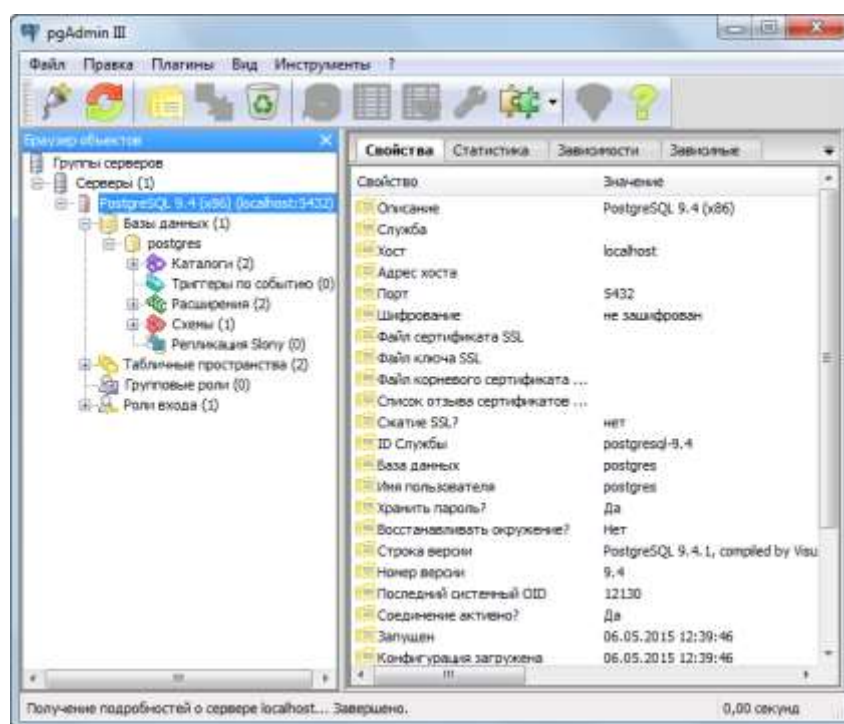 pgAdmin III
Файл Правка Плагины Вид Инструменты ?
Браузер объектов
Группы серверов
Серверы (1)
PostgreSQL 9.4 (x86) (localhost:5432)
Базы данных (1)
postgres
Каталоги (2)
Триггеры по событию (0)
Расширения (2)
Схемы (1)
Репликация Slony (0)
Табличные пространства (2)
Групповые роли (0)
Роли входа (1)
Свойства Статистика Зависимости Зависимые
Свойство Значение
Описание PostgreSQL 9.4 (x86)
Служба
Хост localhost
Адрес хоста
Порт 5432
Шифрование не зашифрован
Файл сертификата SSL
Файл ключа SSL
Файл корневого сертификата ...
Список отзыва сертификатов ...
Сжатие SSL? нет
ID Службы postgresql-9.4
База данных postgres
Имя пользователя postgres
Хранить пароль? Да
Восстанавливать окружение? Нет
Строка версии PostgreSQL 9.4.1, compiled by Visu
Номер версии 9.4
Последний системный OID 12130
Соединение активно? Да
Запущен 06.05.2015 12:39:46
Конфигурация загружена 06.05.2015 12:39:46
Получение подробностей о сервере localhost... Завершено. 0,00 секунд